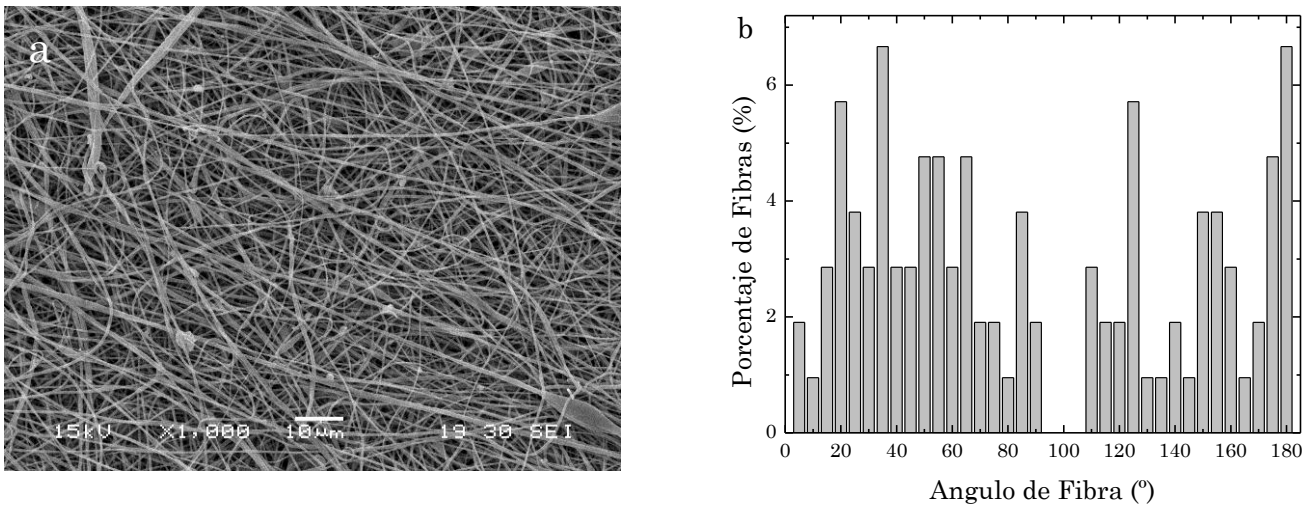 a
15kV X1,000 10µm 19 30 SEI
b
Porcentaje de Fibras (%)
6
4
2
0
0 20 40 60 80 100 120 140 160 180
Angulo de Fibra (º)